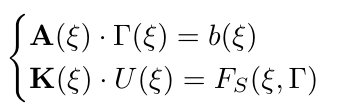 A(ξ) · Γ(ξ) = b(ξ)
K(ξ) · U(ξ) = F_S(ξ, Γ)